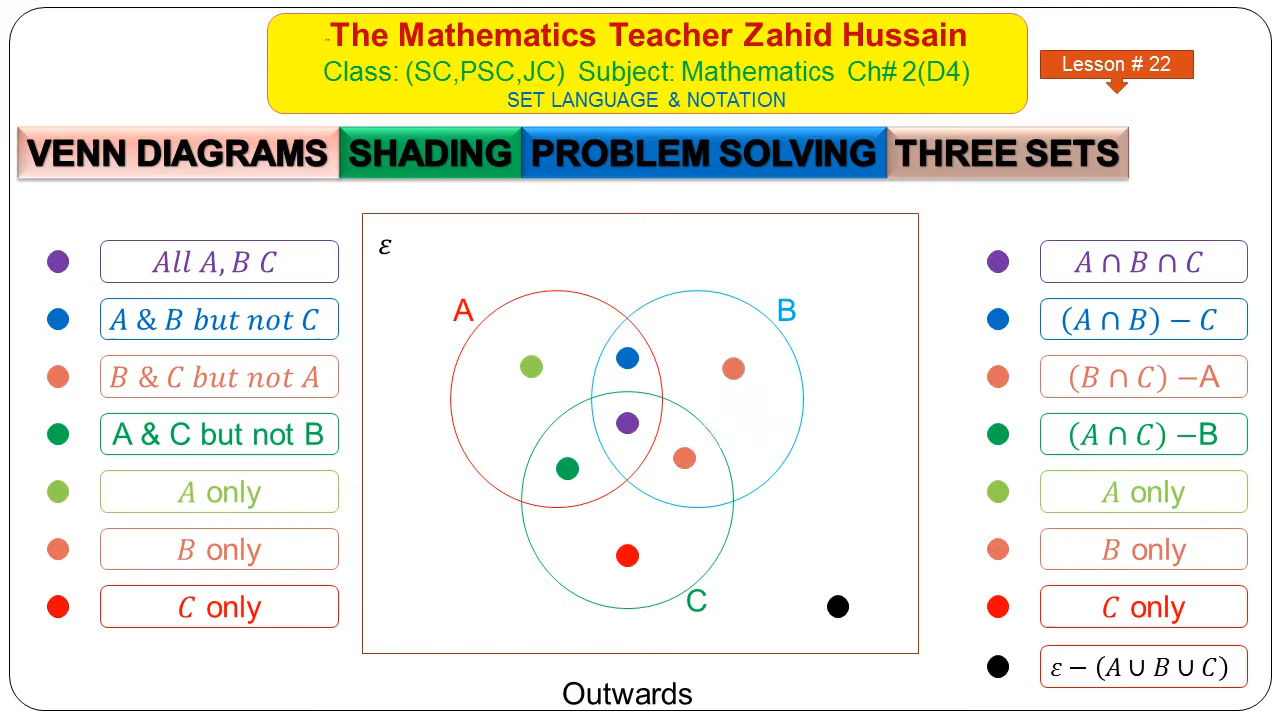 The Mathematics Teacher Zahid Hussain
Class: (SC,PSC,JC) Subject: Mathematics Ch# 2(D4)
SET LANGUAGE & NOTATION
Lesson # 22
VENN DIAGRAMS SHADING PROBLEM SOLVING THREE SETS
All A, B C
A & B but not C
B & C but not A
A & C but not B
A only
B only
C only
ε
A
B
C
A ∩ B ∩ C
(A ∩ B) − C
(B ∩ C) −A
(A ∩ C) −B
A only
B only
C only
ε − (A ∪ B ∪ C)
Outwards